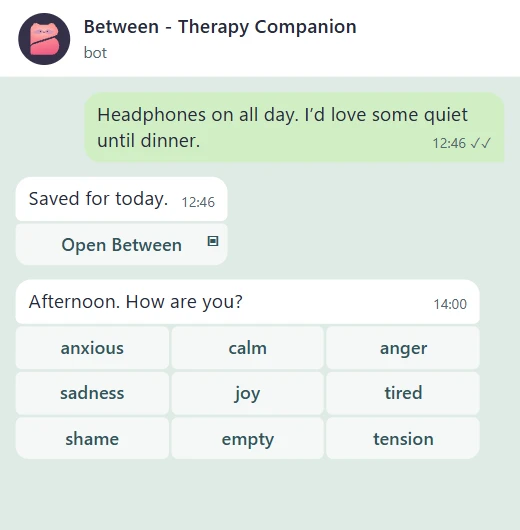 Between - Therapy Companion
bot
Headphones on all day. I’d love some quiet
until dinner.
12:46
Saved for today.
12:46
Open Between
Afternoon. How are you?
14:00
anxious
calm
anger
sadness
joy
tired
shame
empty
tension